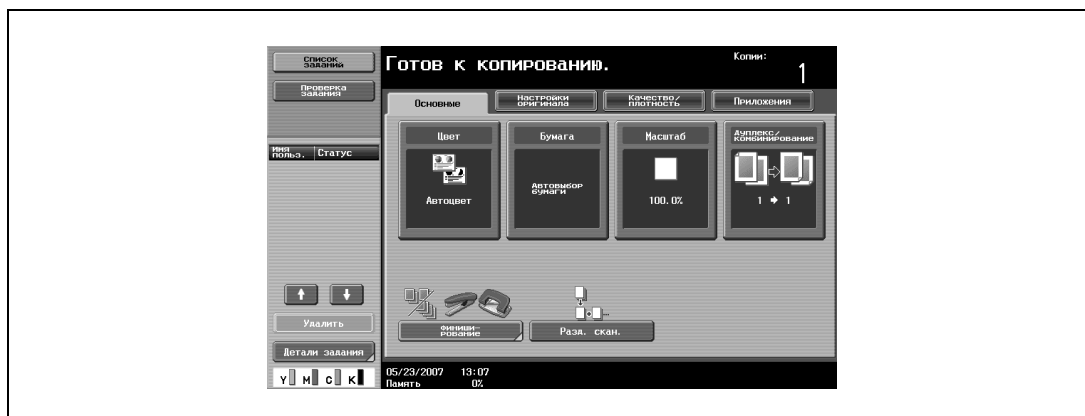 Список
заданий
Проверка
задания
Имя
польз.
Статус
Удалить
Детали задания
Y M C K
Готов к копированию.
Копии:
1
Основные
Настройки
оригинала
Качество/
плотность
Приложения
Цвет
Автоцвет
Бумага
Автовыбор
бумаги
Масштаб
100.0%
Дуплекс/
комбинирование
1 → 1
Финиши-
рование
Разд. скан.
05/23/2007 13:07
Память 0%